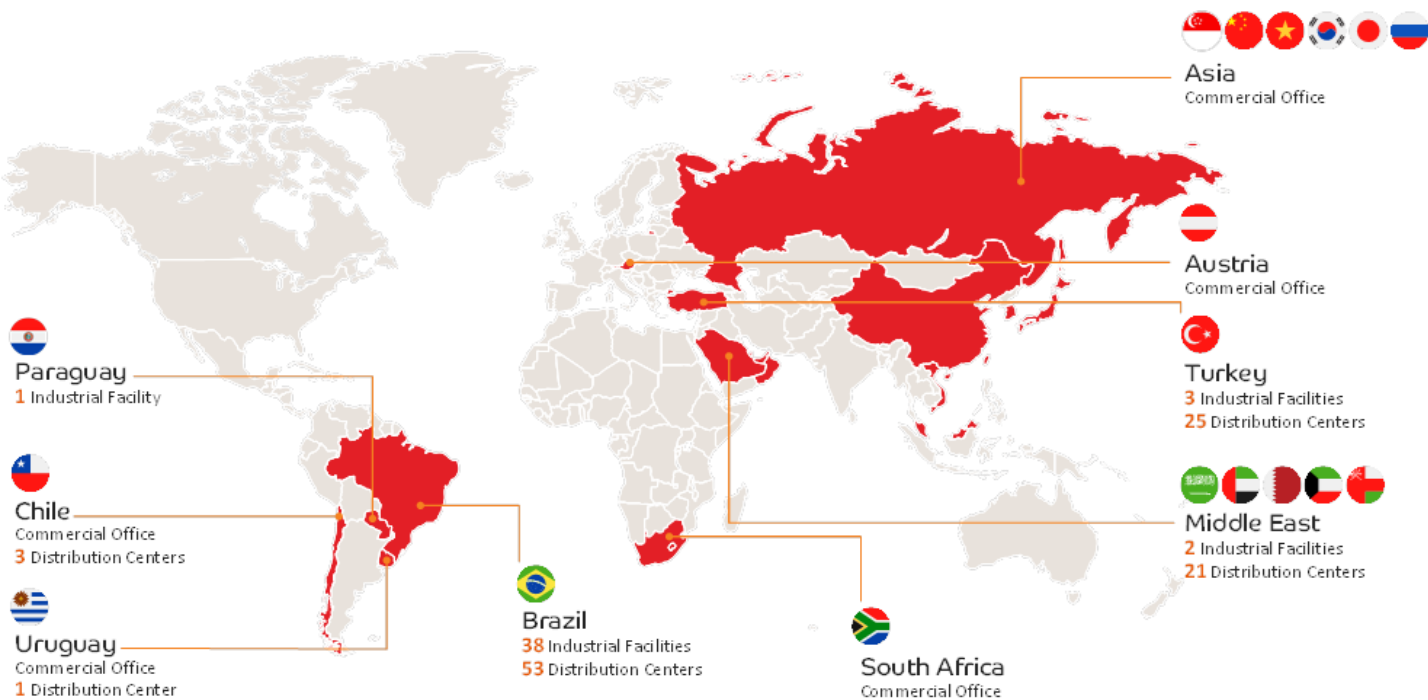 Asia
Commercial Office
Austria
Commercial Office
Paraguay
1 Industrial Facility
Turkey
3 Industrial Facilities
25 Distribution Centers
Chile
Commercial Office
3 Distribution Centers
Middle East
2 Industrial Facilities
21 Distribution Centers
Uruguay
Commercial Office
1 Distribution Center
Brazil
38 Industrial Facilities
53 Distribution Centers
South Africa
Commercial Office